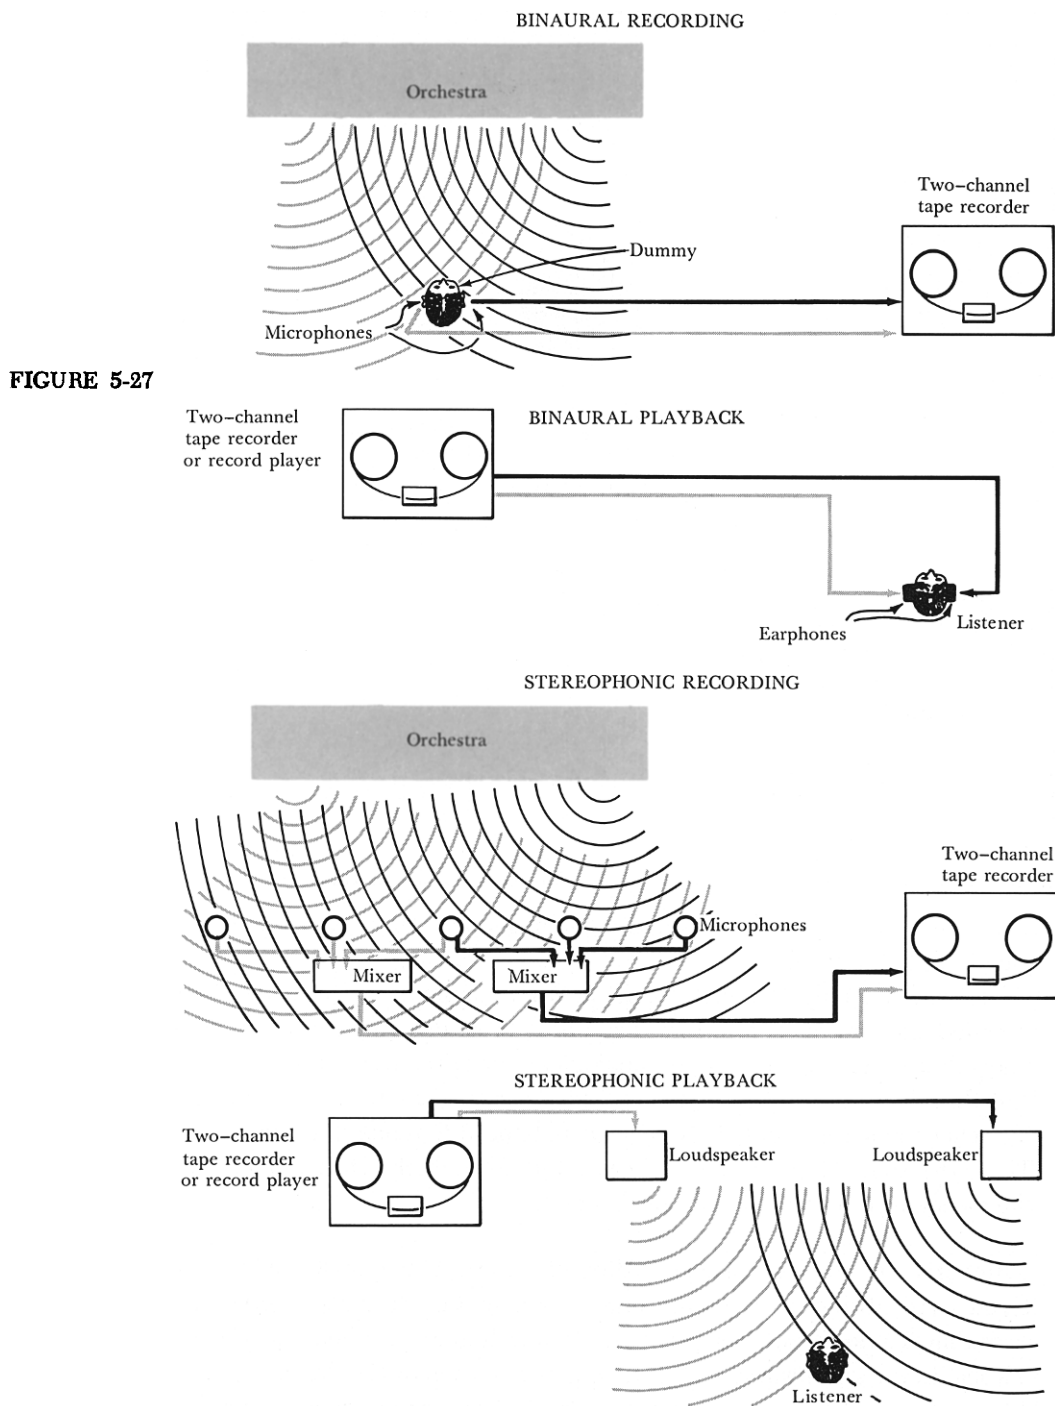 BINAURAL RECORDING
Orchestra
Two–channel
tape recorder
Dummy
Microphones
FIGURE 5-27
Two–channel
tape recorder
or record player
BINAURAL PLAYBACK
Earphones
Listener
STEREOPHONIC RECORDING
Orchestra
Two–channel
tape recorder
Microphones
Mixer
Mixer
STEREOPHONIC PLAYBACK
Two–channel
tape recorder
or record player
Loudspeaker
Loudspeaker
Listener